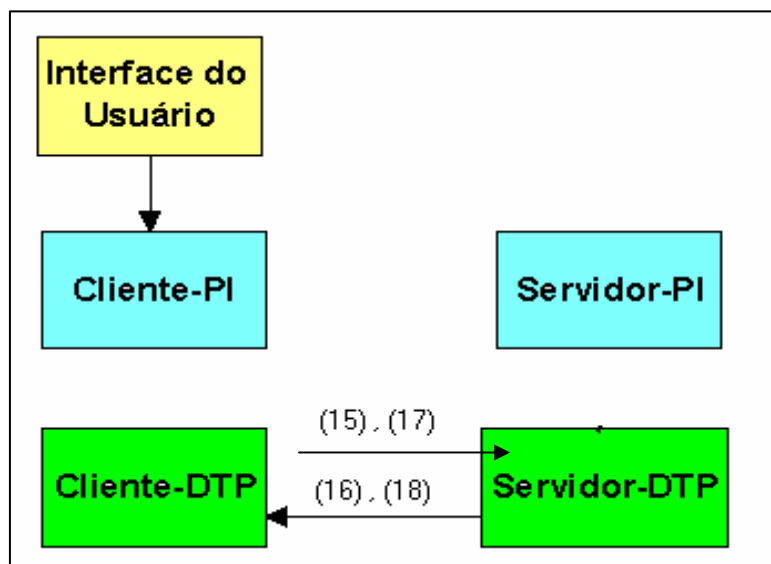 Interface do
Usuário
Cliente-PI
Servidor-PI
(15) , (17)
Cliente-DTP
(16) , (18)
Servidor-DTP